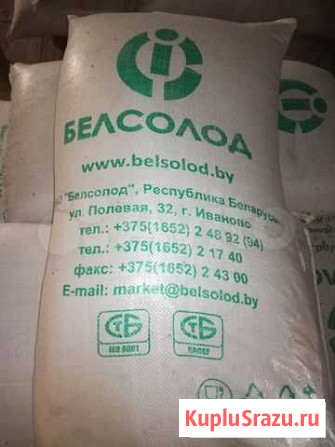 БЕЛСОЛОД
www.belsolod.by
"Белсолод", Республика Беларусь
ул. Полевая, 32, г. Иваново
тел.: +375(1652) 2 48 92 (94)
тел.: +375(1652) 2 17 40
факс: +375(1652) 2 43 00
E-mail: market@belsolod.by
СТБ СТБ
ISO 9001 HACCP
KupluSrazu.ru